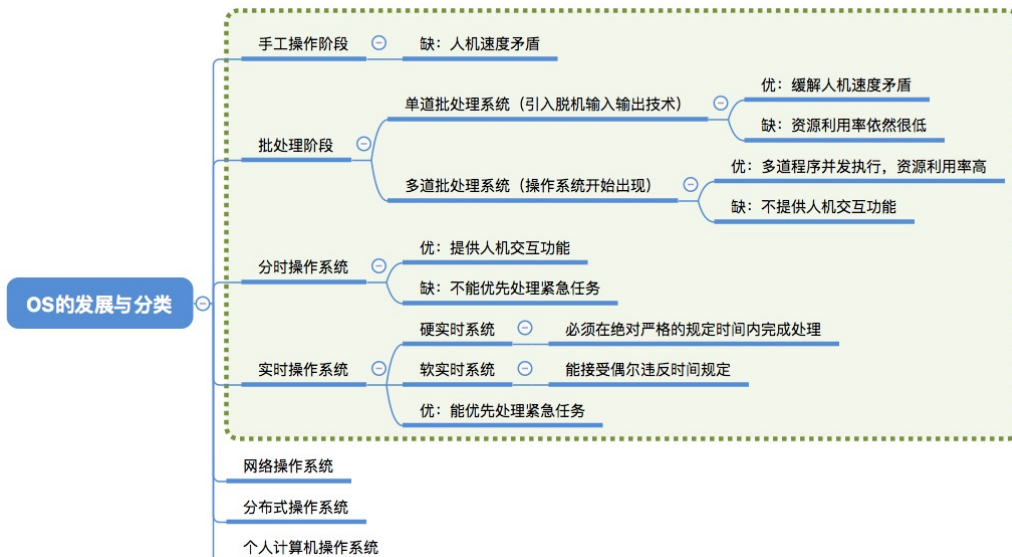 手工操作阶段
缺：人机速度矛盾
批处理阶段
单道批处理系统（引入脱机输入输出技术）
优：缓解人机速度矛盾
缺：资源利用率依然很低
多道批处理系统（操作系统开始出现）
优：多道程序并发执行，资源利用率高
缺：不提供人机交互功能
OS的发展与分类
分时操作系统
优：提供人机交互功能
缺：不能优先处理紧急任务
实时操作系统
硬实时系统
必须在绝对严格的规定时间内完成处理
软实时系统
能接受偶尔违反时间规定
优：能优先处理紧急任务
网络操作系统
分布式操作系统
个人计算机操作系统